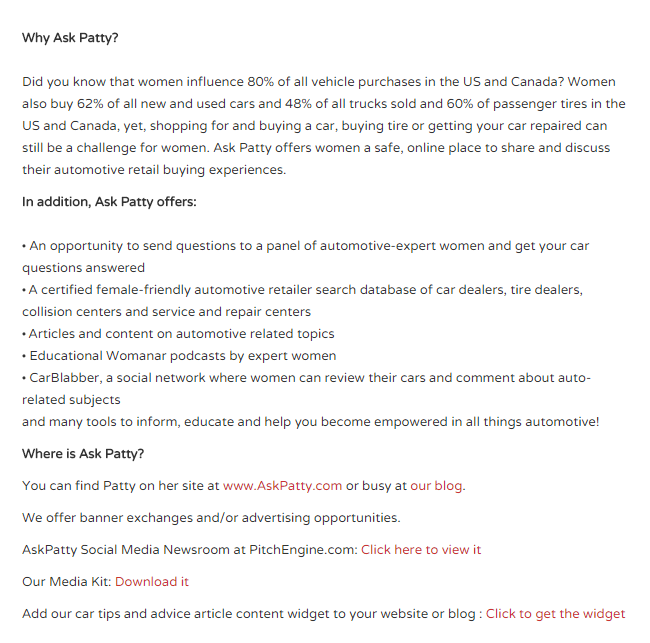 Why Ask Patty?
Did you know that women influence 80% of all vehicle purchases in the US and Canada? Women
also buy 62% of all new and used cars and 48% of all trucks sold and 60% of passenger tires in the
US and Canada, yet, shopping for and buying a car, buying tire or getting your car repaired can
still be a challenge for women. Ask Patty offers women a safe, online place to share and discuss
their automotive retail buying experiences.
In addition, Ask Patty offers:
• An opportunity to send questions to a panel of automotive-expert women and get your car
questions answered
• A certified female-friendly automotive retailer search database of car dealers, tire dealers,
collision centers and service and repair centers
• Articles and content on automotive related topics
• Educational Womanar podcasts by expert women
• CarBlabber, a social network where women can review their cars and comment about auto-
related subjects
and many tools to inform, educate and help you become empowered in all things automotive!
Where is Ask Patty?
You can find Patty on her site at www.AskPatty.com or busy at our blog.
We offer banner exchanges and/or advertising opportunities.
AskPatty Social Media Newsroom at PitchEngine.com: Click here to view it
Our Media Kit: Download it
Add our car tips and advice article content widget to your website or blog : Click to get the widget